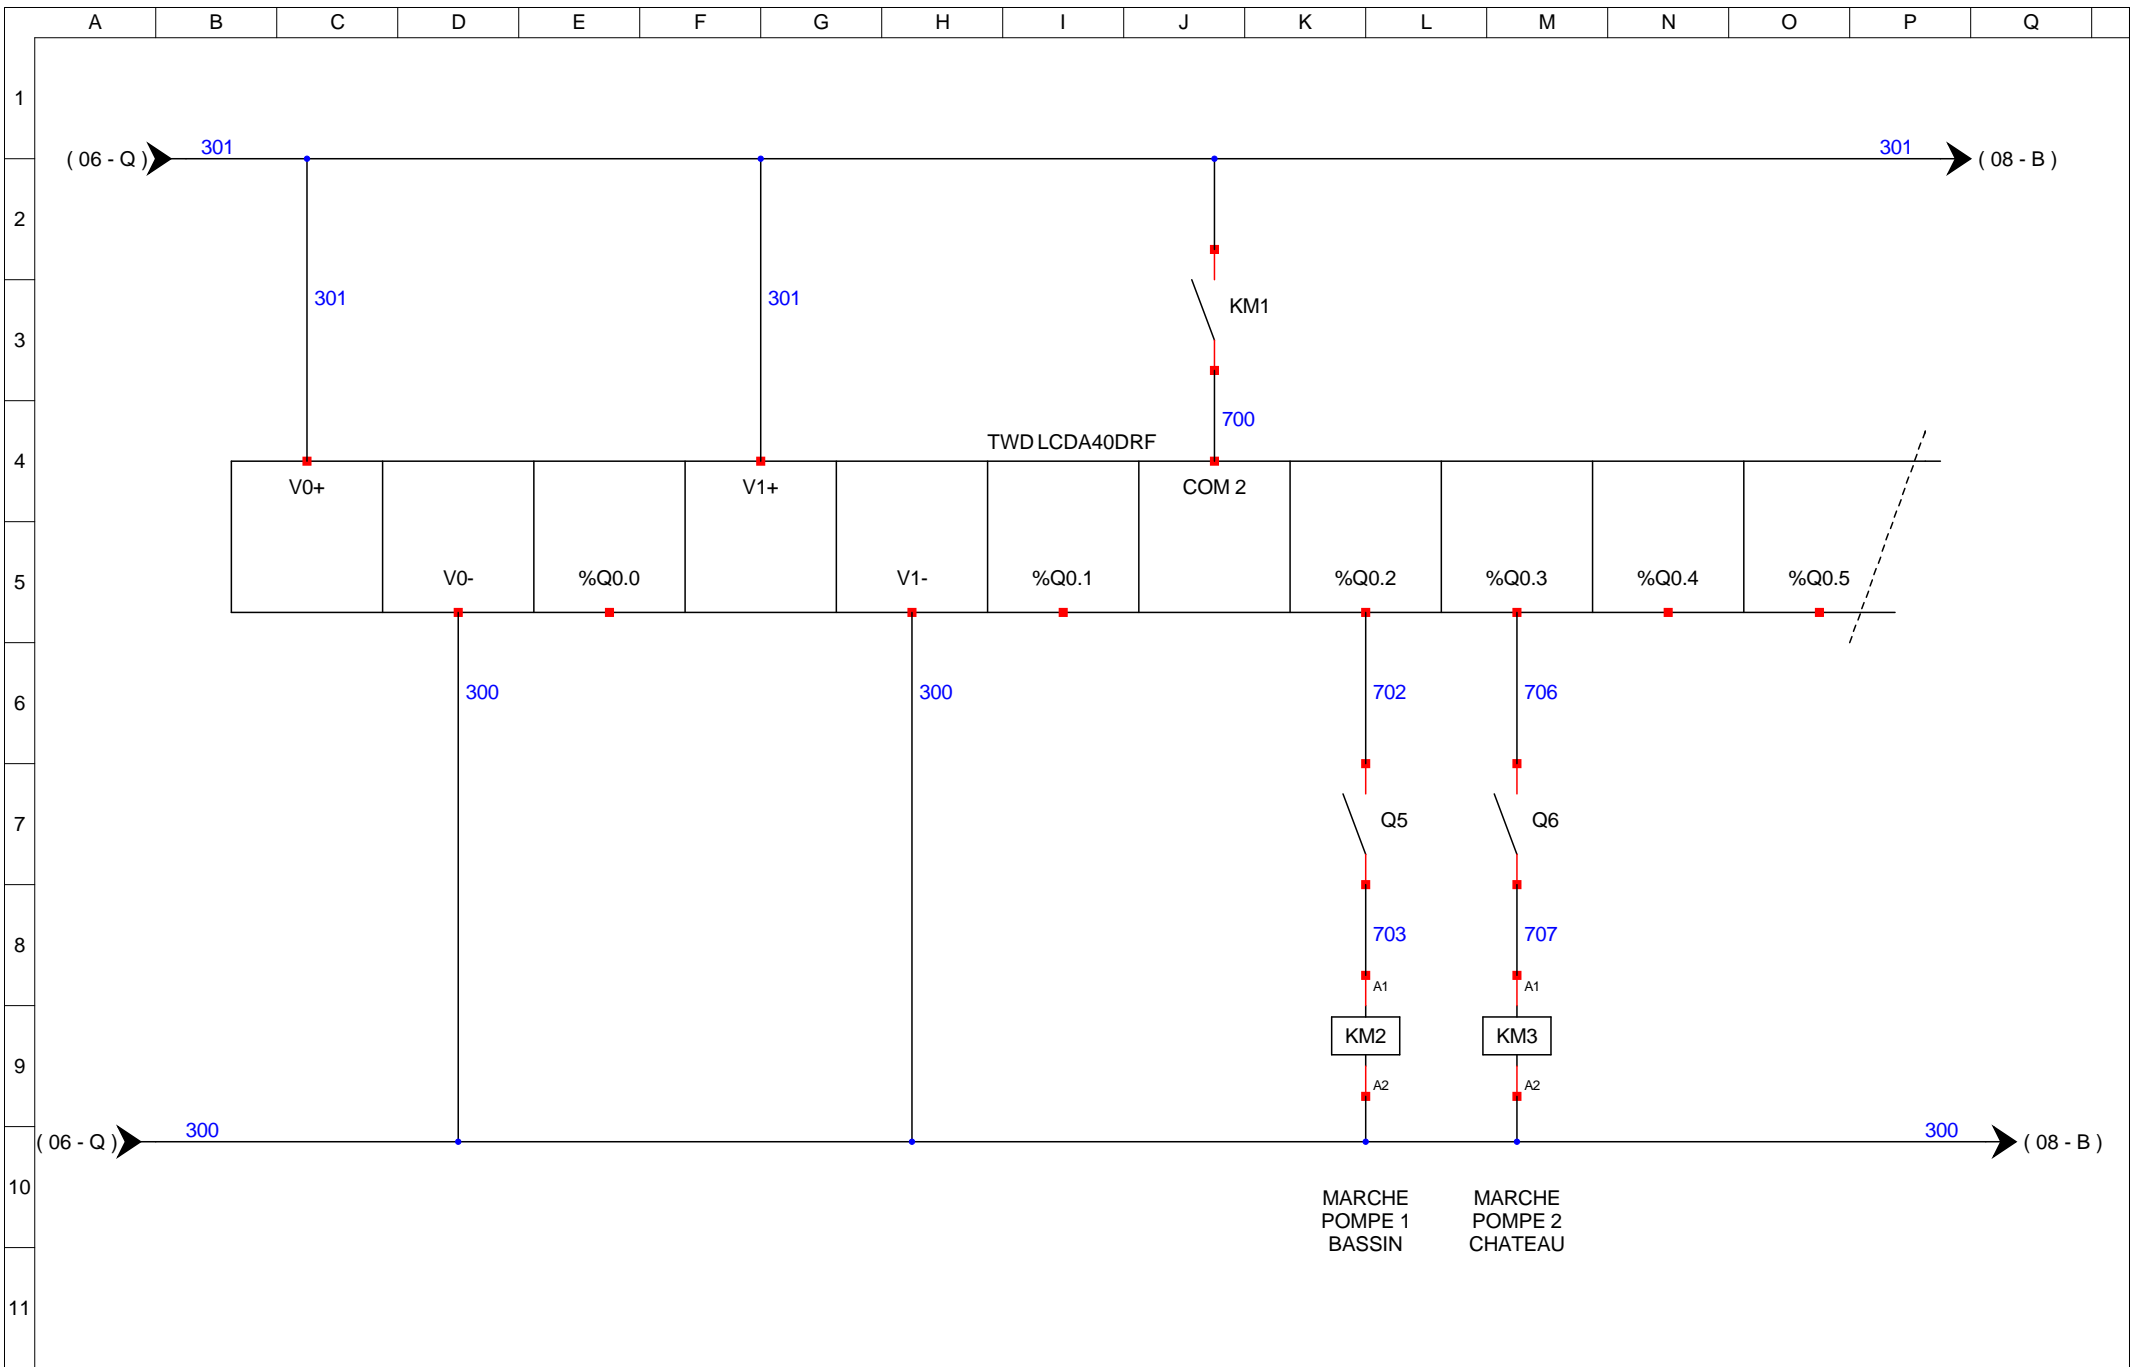 A B C D E F G H I J K L M N O P Q
1
301 301
( 06 - Q ) ( 08 - B )
2
301 301 KM1
3
700
TWD LCDA40DRF
4
V0+ V1+ COM 2
V0- %Q0.0 V1- %Q0.1 %Q0.2 %Q0.3 %Q0.4 %Q0.5
5
300 300 702 706
6
Q5 Q6
7
703 707
8
A1 A1
KM2 KM3
9
A2 A2
300 300
( 06 - Q ) ( 08 - B )
10
MARCHE MARCHE
POMPE 1 POMPE 2
BASSIN CHATEAU
11